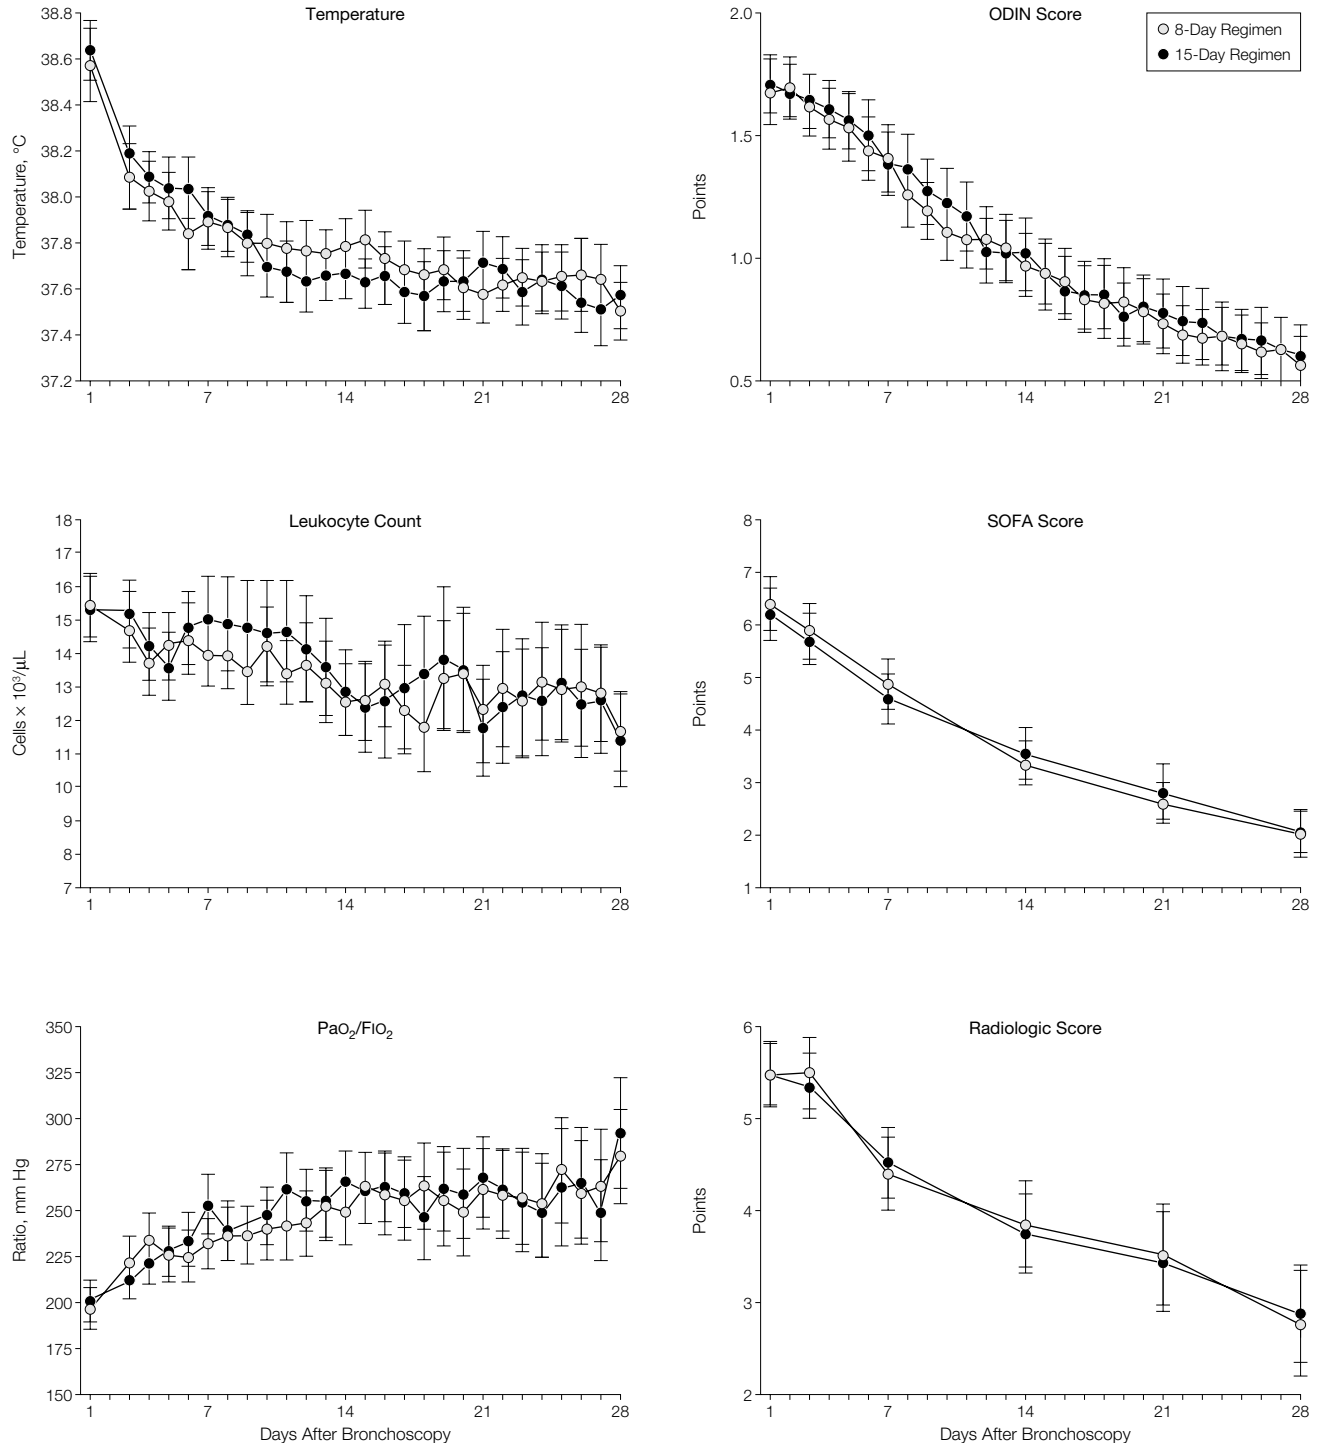 Temperature
38.8
38.6
38.4
38.2
38.0
37.8
37.6
37.4
37.2
Temperature, °C
1 7 14 21 28
ODIN Score
8-Day Regimen
15-Day Regimen
2.0
1.5
1.0
0.5
Points
1 7 14 21 28
Leukocyte Count
18
17
16
15
14
13
12
11
10
9
8
7
Cells × 10³/μL
1 7 14 21 28
SOFA Score
8
7
6
5
4
3
2
1
Points
1 7 14 21 28
PaO₂/FIO₂
350
325
300
275
250
225
200
175
150
Ratio, mm Hg
1 7 14 21 28
Days After Bronchoscopy
Radiologic Score
6
5
4
3
2
Points
1 7 14 21 28
Days After Bronchoscopy